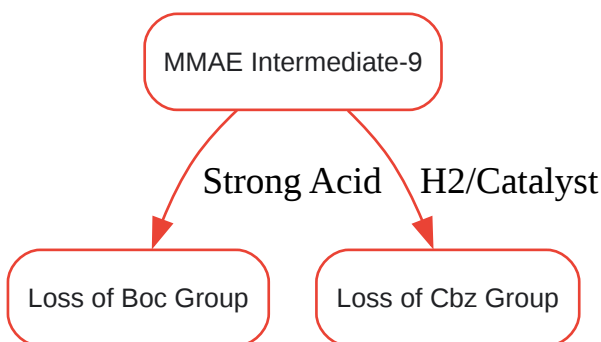 MMAE Intermediate-9
Strong Acid
H2/Catalyst
Loss of Boc Group
Loss of Cbz Group